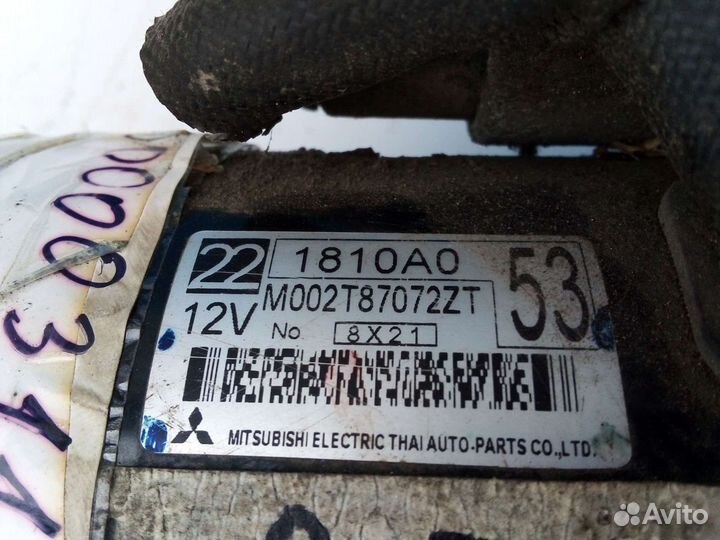 22 1810A0 53
12V M002T87072ZT
No 8X21
MITSUBISHI ELECTRIC THAI AUTO-PARTS CO.,LTD.
Avito